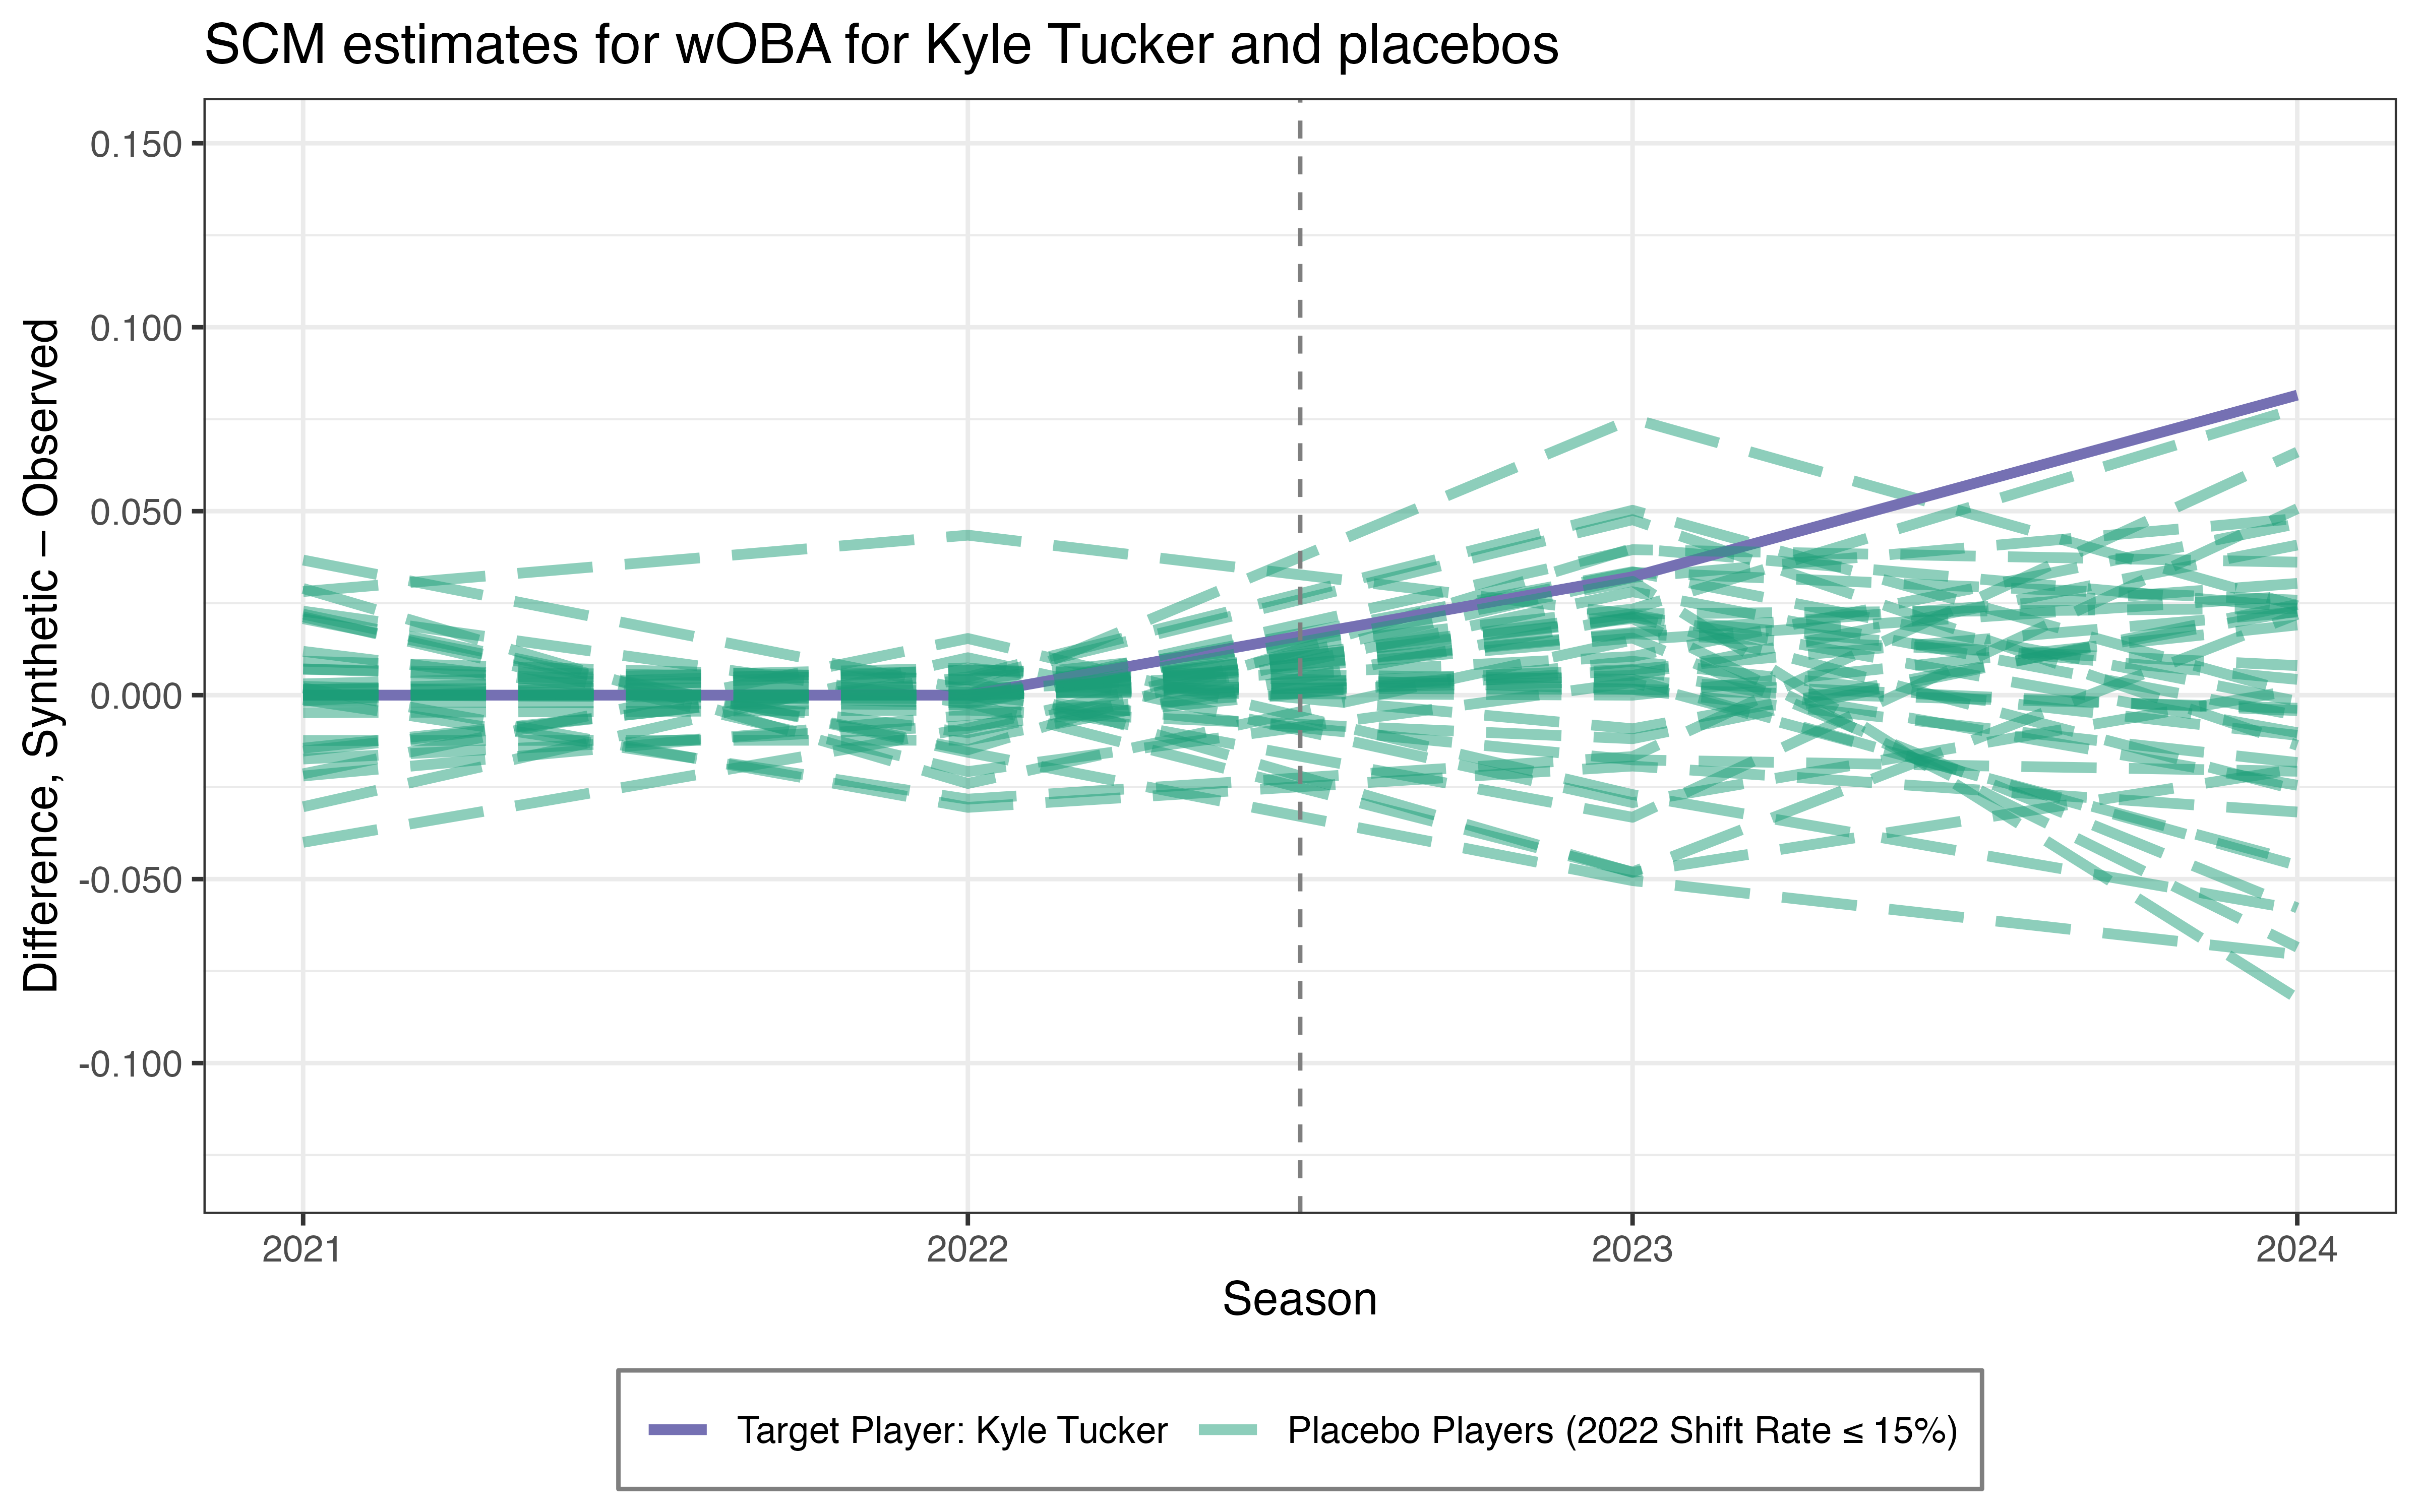 SCM estimates for wOBA for Kyle Tucker and placebos
Difference, Synthetic − Observed
0.150
0.100
0.050
0.000
-0.050
-0.100
2021
2022
2023
2024
Season
Target Player: Kyle Tucker
Placebo Players (2022 Shift Rate ≤ 15%)